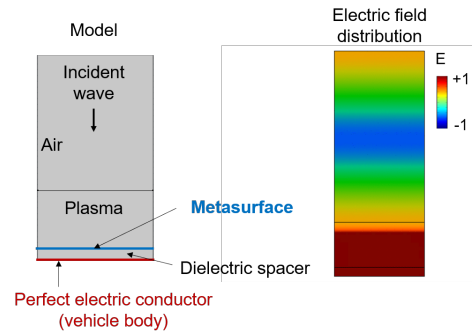 Model
Incident
wave
Air
Plasma
Metasurface
Dielectric spacer
Perfect electric conductor
(vehicle body)
Electric field
distribution
E
+1
-1